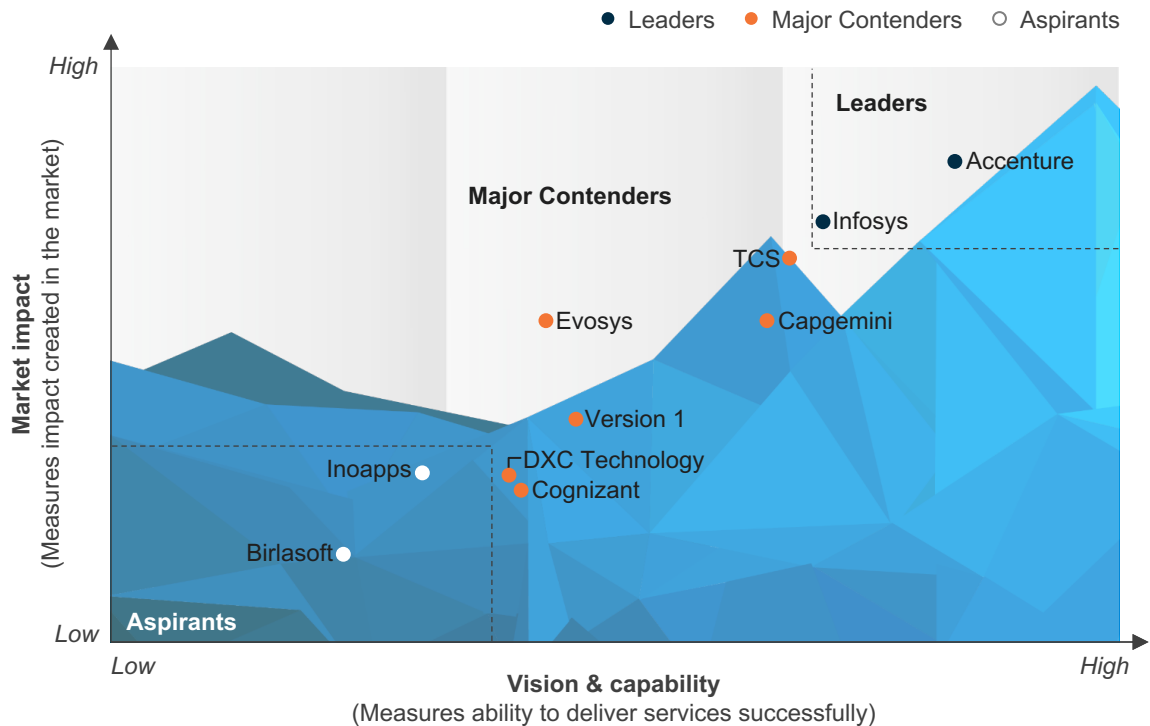 Leaders
Major Contenders
Aspirants
High
Leaders
Accenture
Major Contenders
Infosys
TCS
Evosys
Capgemini
Version 1
DXC Technology
Inoapps
Cognizant
Birlasoft
Aspirants
Low
Market impact
(Measures impact created in the market)
Low
High
Vision & capability
(Measures ability to deliver services successfully)